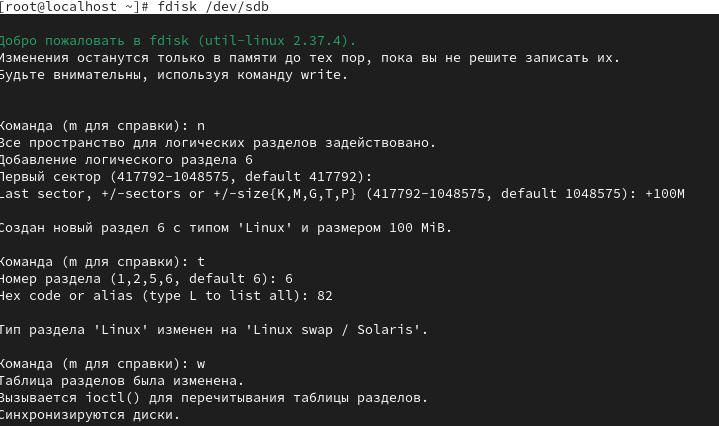 [root@localhost ~]# fdisk /dev/sdb
Добро пожаловать в fdisk (util-linux 2.37.4).
Изменения останутся только в памяти до тех пор, пока вы не решите записать их.
Будьте внимательны, используя команду write.
Команда (m для справки): n
Все пространство для логических разделов задействовано.
Добавление логического раздела 6
Первый сектор (417792-1048575, default 417792):
Last sector, +/-sectors or +/-size{K,M,G,T,P} (417792-1048575, default 1048575): +100M
Создан новый раздел 6 с типом 'Linux' и размером 100 MiB.
Команда (m для справки): t
Номер раздела (1,2,5,6, default 6): 6
Hex code or alias (type L to list all): 82
Тип раздела 'Linux' изменен на 'Linux swap / Solaris'.
Команда (m для справки): w
Таблица разделов была изменена.
Вызывается ioctl() для перечитывания таблицы разделов.
Синхронизируются диски.